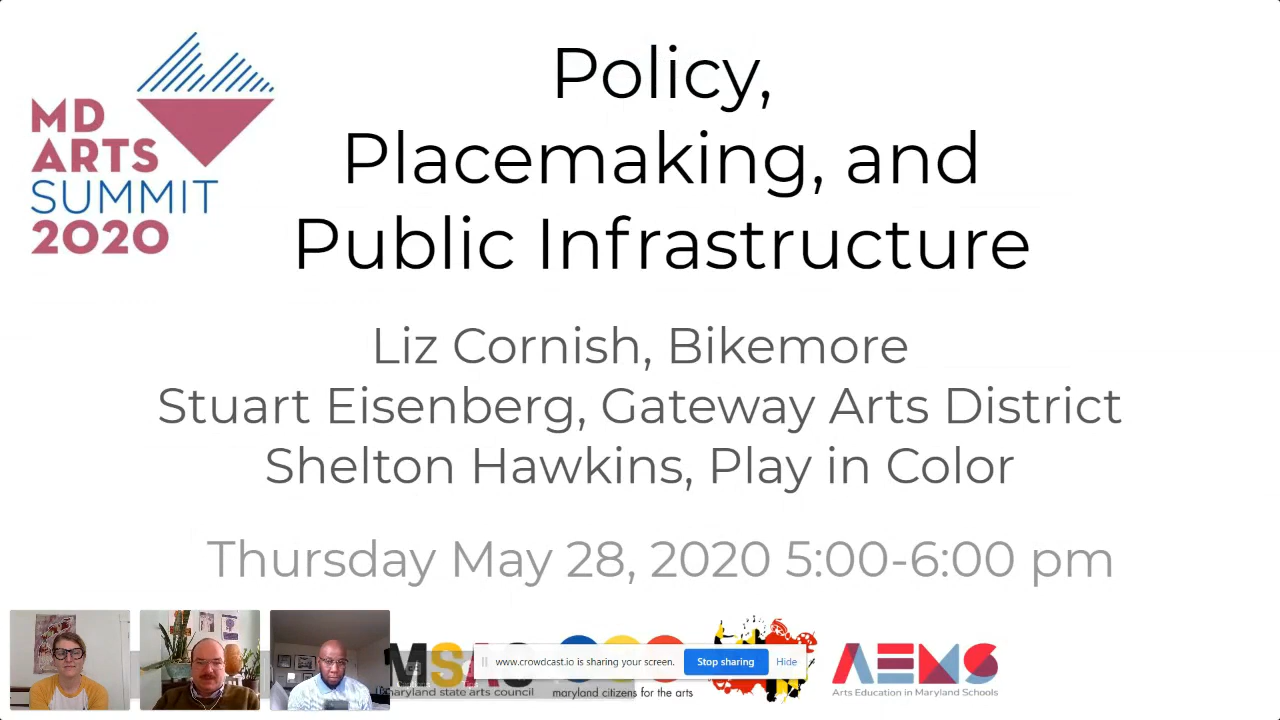 MD
ARTS
SUMMIT
2020
Policy,
Placemaking, and
Public Infrastructure
Liz Cornish, Bikemore
Stuart Eisenberg, Gateway Arts District
Shelton Hawkins, Play in Color
Thursday May 28, 2020 5:00-6:00 pm
MSAC
maryland state arts council
www.crowdcast.io is sharing your screen.
Stop sharing
Hide
maryland citizens for the arts
AEMS
Arts Education in Maryland Schools